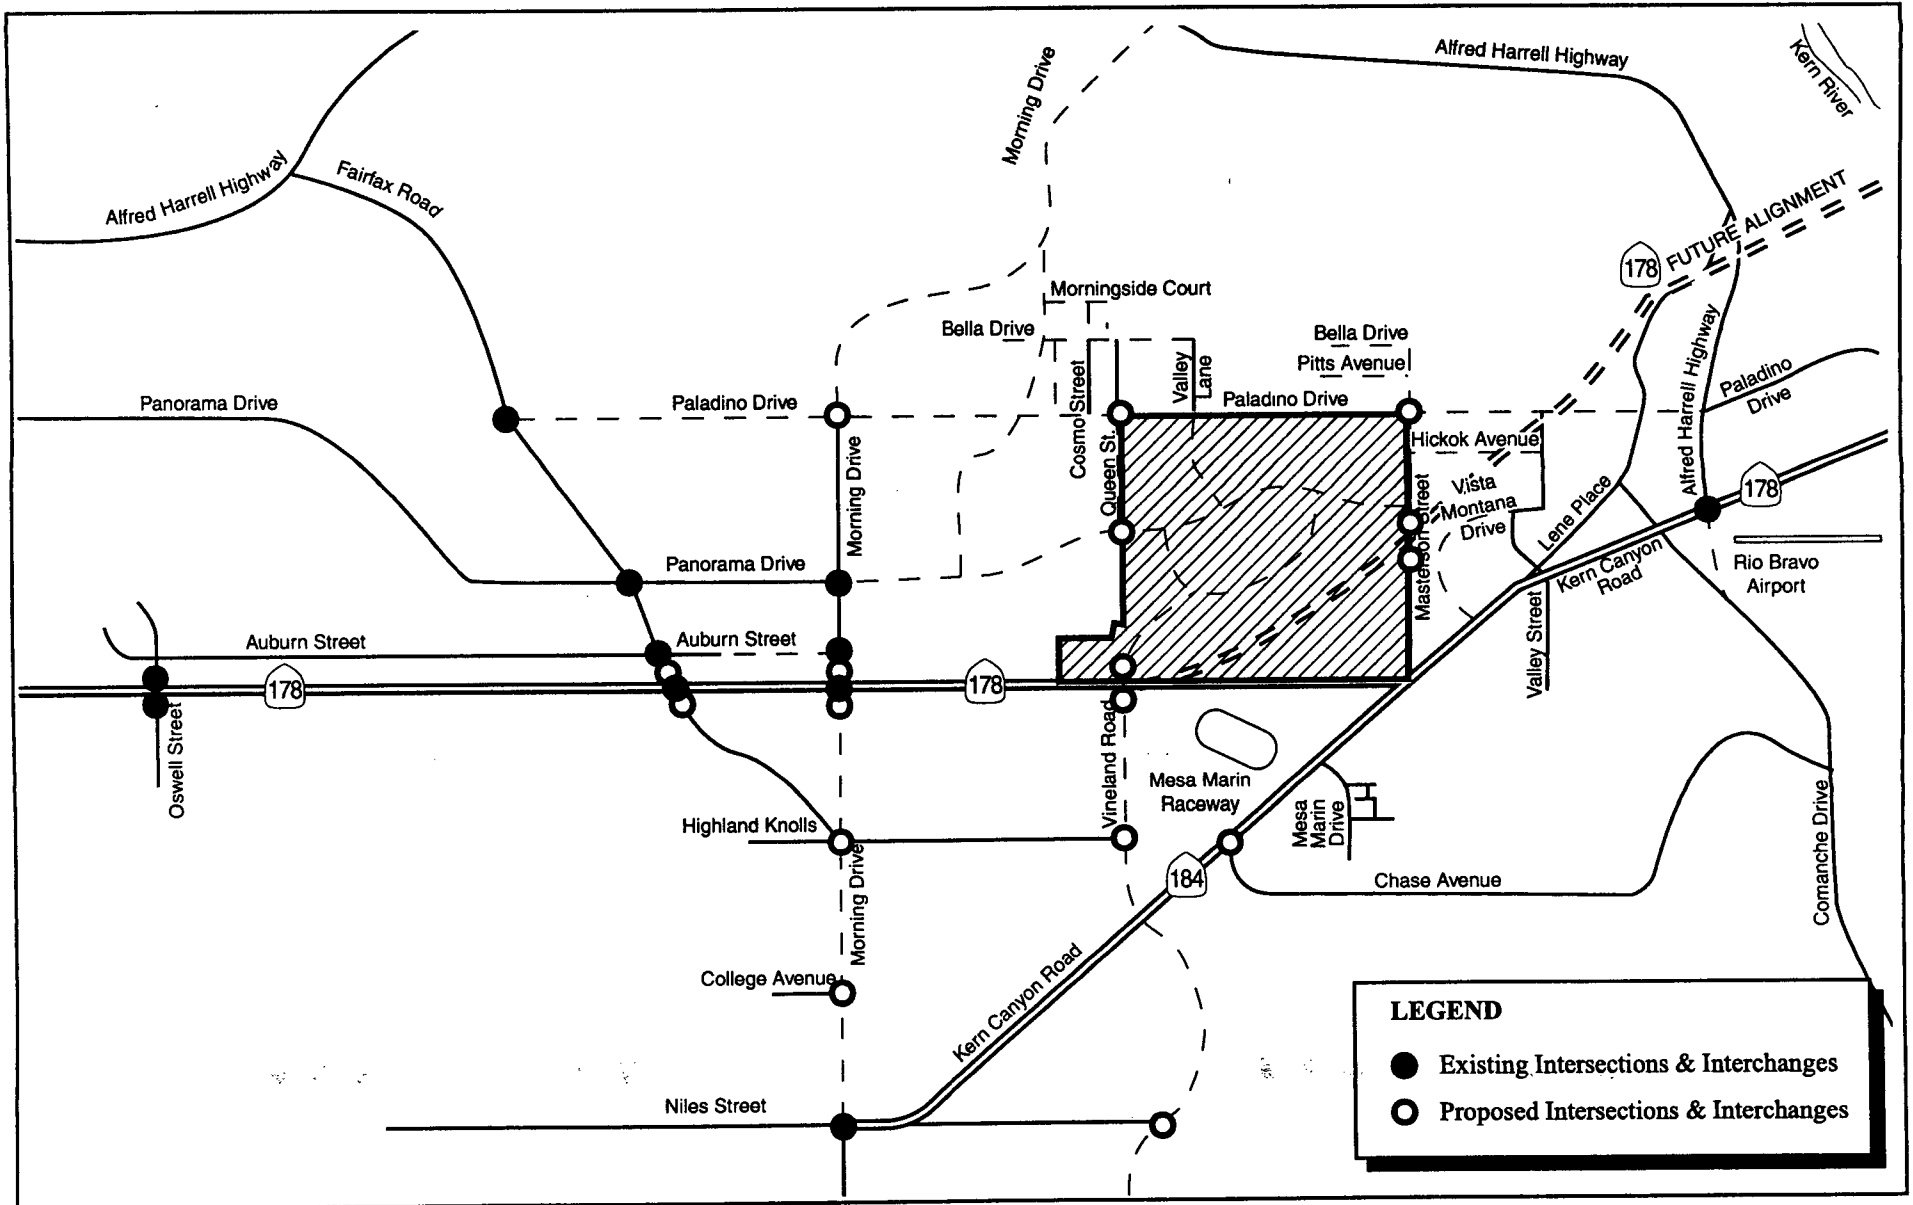 Alfred Harrell Highway
Kern River
Morning Drive
Alfred Harrell Highway
Fairfax Road
FUTURE ALIGNMENT
178
Morningside Court
Bella Drive
Bella Drive
Pitts Avenue
Cosmo Street
Valley
Lane
Alfred Harrell Highway
Paladino
Drive
Panorama Drive
Paladino Drive
Paladino Drive
Queen St.
Hickok Avenue
Morning Drive
Masterson Street
Vista
Montana
Drive
Lene Place
178
Kern Canyon
Road
Rio Bravo
Airport
Panorama Drive
Valley Street
Auburn Street
Auburn Street
178
178
Oswell Street
Vineland Road
Mesa Marin
Raceway
Mesa
Marin
Drive
Comanche Drive
Highland Knolls
Morning Drive
184
Chase Avenue
College Avenue
Kern Canyon Road
Niles Street
LEGEND
Existing Intersections & Interchanges
Proposed Intersections & Interchanges